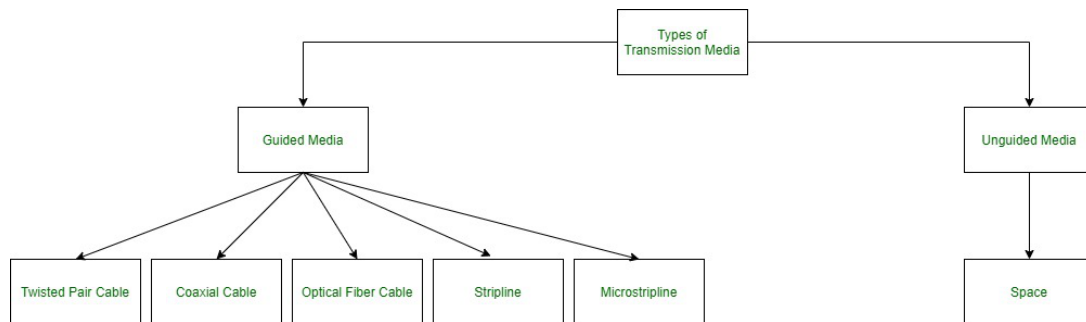 Types of
Transmission Media
Guided Media
Unguided Media
Twisted Pair Cable
Coaxial Cable
Optical Fiber Cable
Stripline
Microstripline
Space